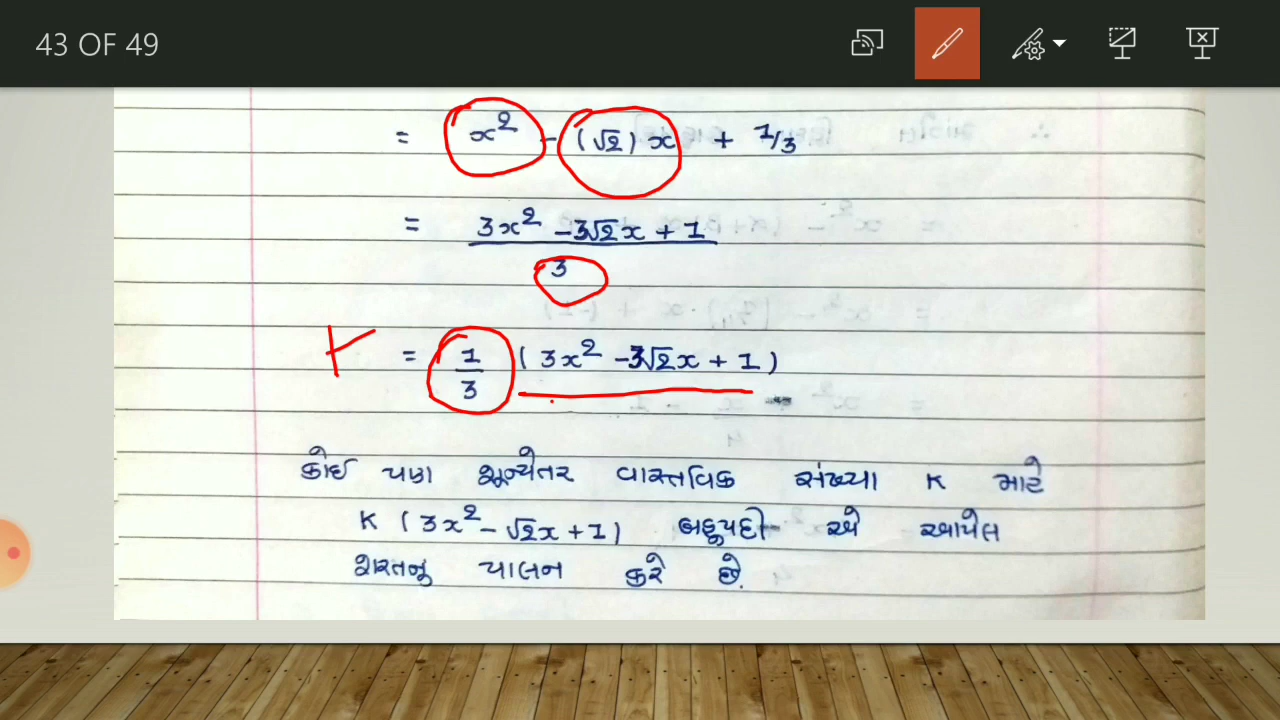 43 OF 49
= x² - (√2) x + 1/3
= 3x² - 3√2x + 1
3
K = 1/3 (3x² - 3√2x + 1)
કોઈ પણ શૂન્યેતર વાસ્તવિક સંખ્યા K માટે
K (3x² - √2x + 1) બહુપદી એ આપેલ
શરતનુ પાલન કરે છે.